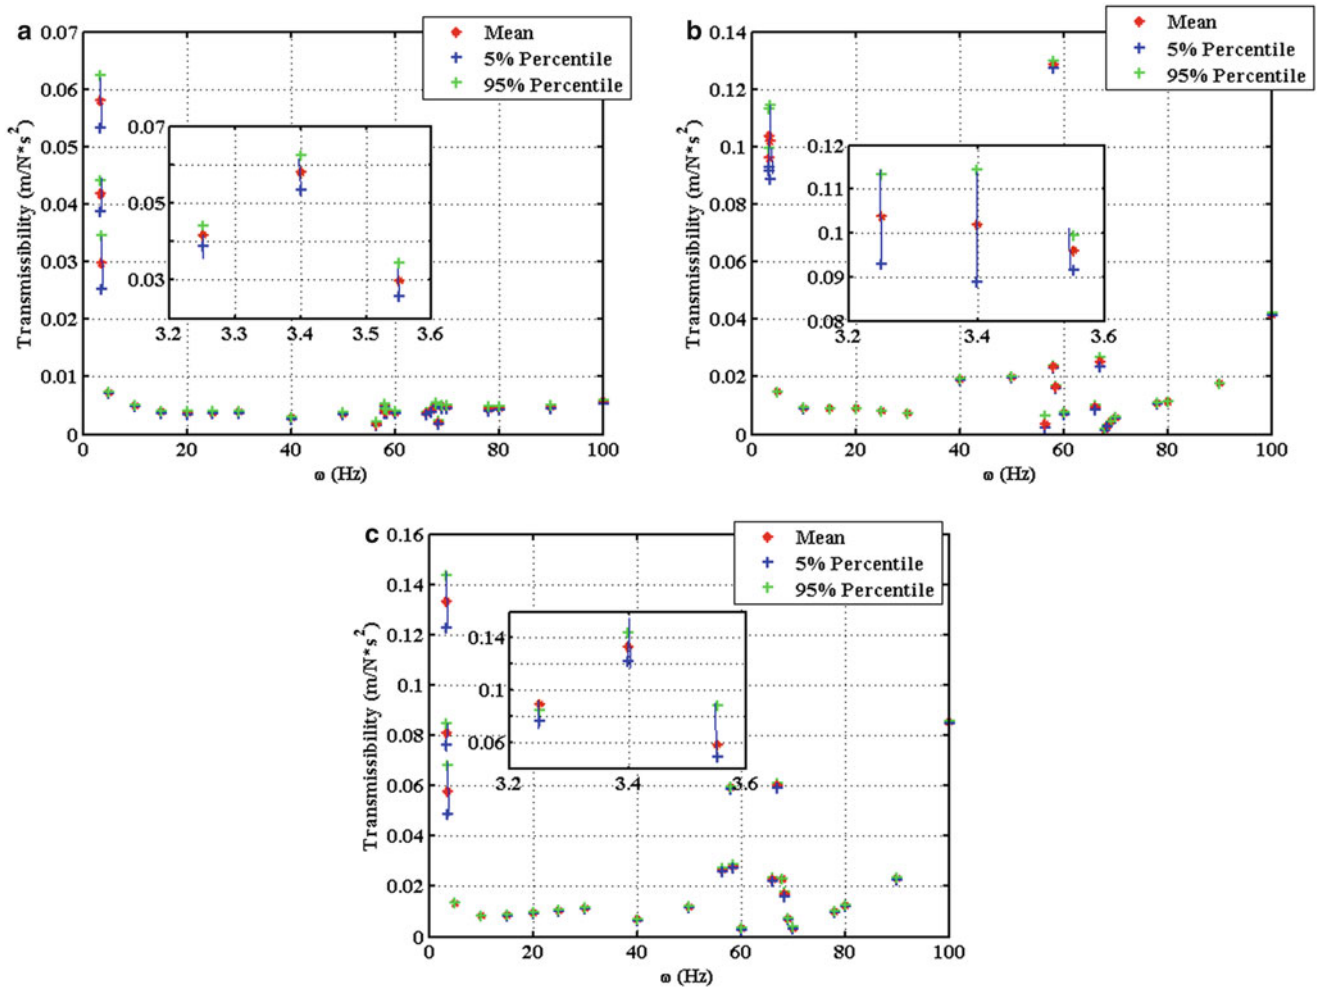 a
0.07
0.06
0.05
0.04
0.03
0.02
0.01
0
Transmissibility (m/N*s²)
Mean
5% Percentile
95% Percentile
0.07
0.05
0.03
3.2 3.3 3.4 3.5 3.6
0 20 40 60 80 100
ω (Hz)
b
0.14
0.12
0.1
0.08
0.06
0.04
0.02
0
Transmissibility (m/N*s²)
Mean
5% Percentile
95% Percentile
0.12
0.11
0.1
0.09
0.08
3.2 3.4 3.6
0 20 40 60 80 100
ω (Hz)
c
0.16
0.14
0.12
0.1
0.08
0.06
0.04
0.02
0
Transmissibility (m/N*s²)
Mean
5% Percentile
95% Percentile
0.14
0.1
0.06
3.2 3.4 3.6
0 20 40 60 80 100
ω (Hz)